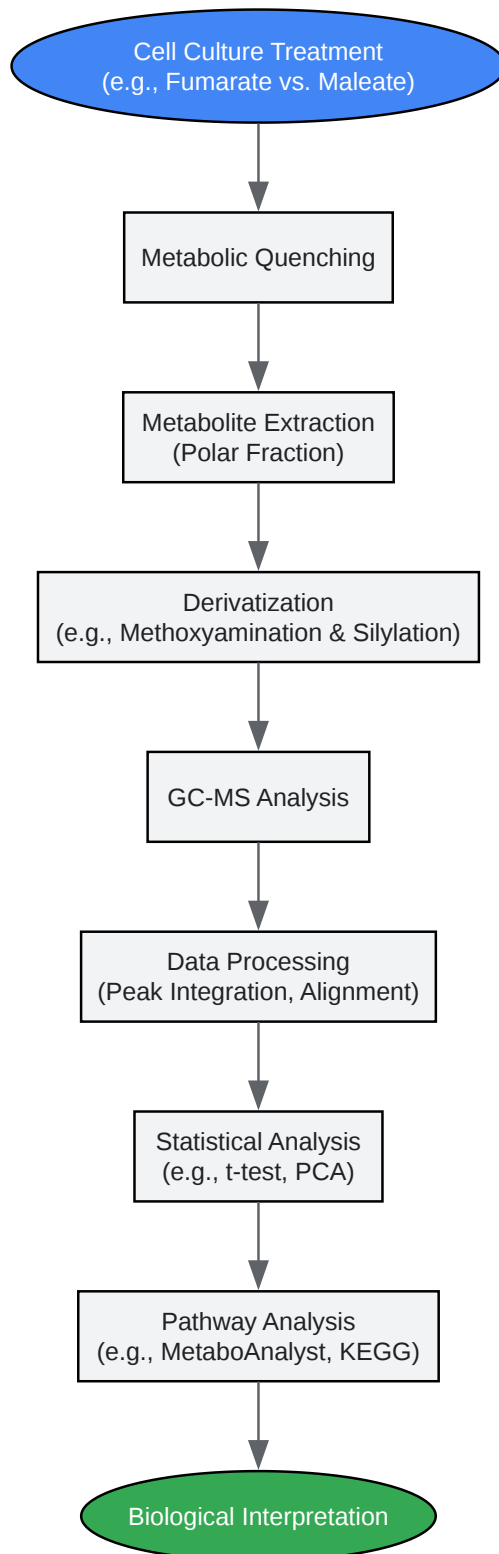 Cell Culture Treatment
(e.g., Fumarate vs. Maleate)
Metabolic Quenching
Metabolite Extraction
(Polar Fraction)
Derivatization
(e.g., Methoxyamination & Silylation)
GC-MS Analysis
Data Processing
(Peak Integration, Alignment)
Statistical Analysis
(e.g., t-test, PCA)
Pathway Analysis
(e.g., MetaboAnalyst, KEGG)
Biological Interpretation